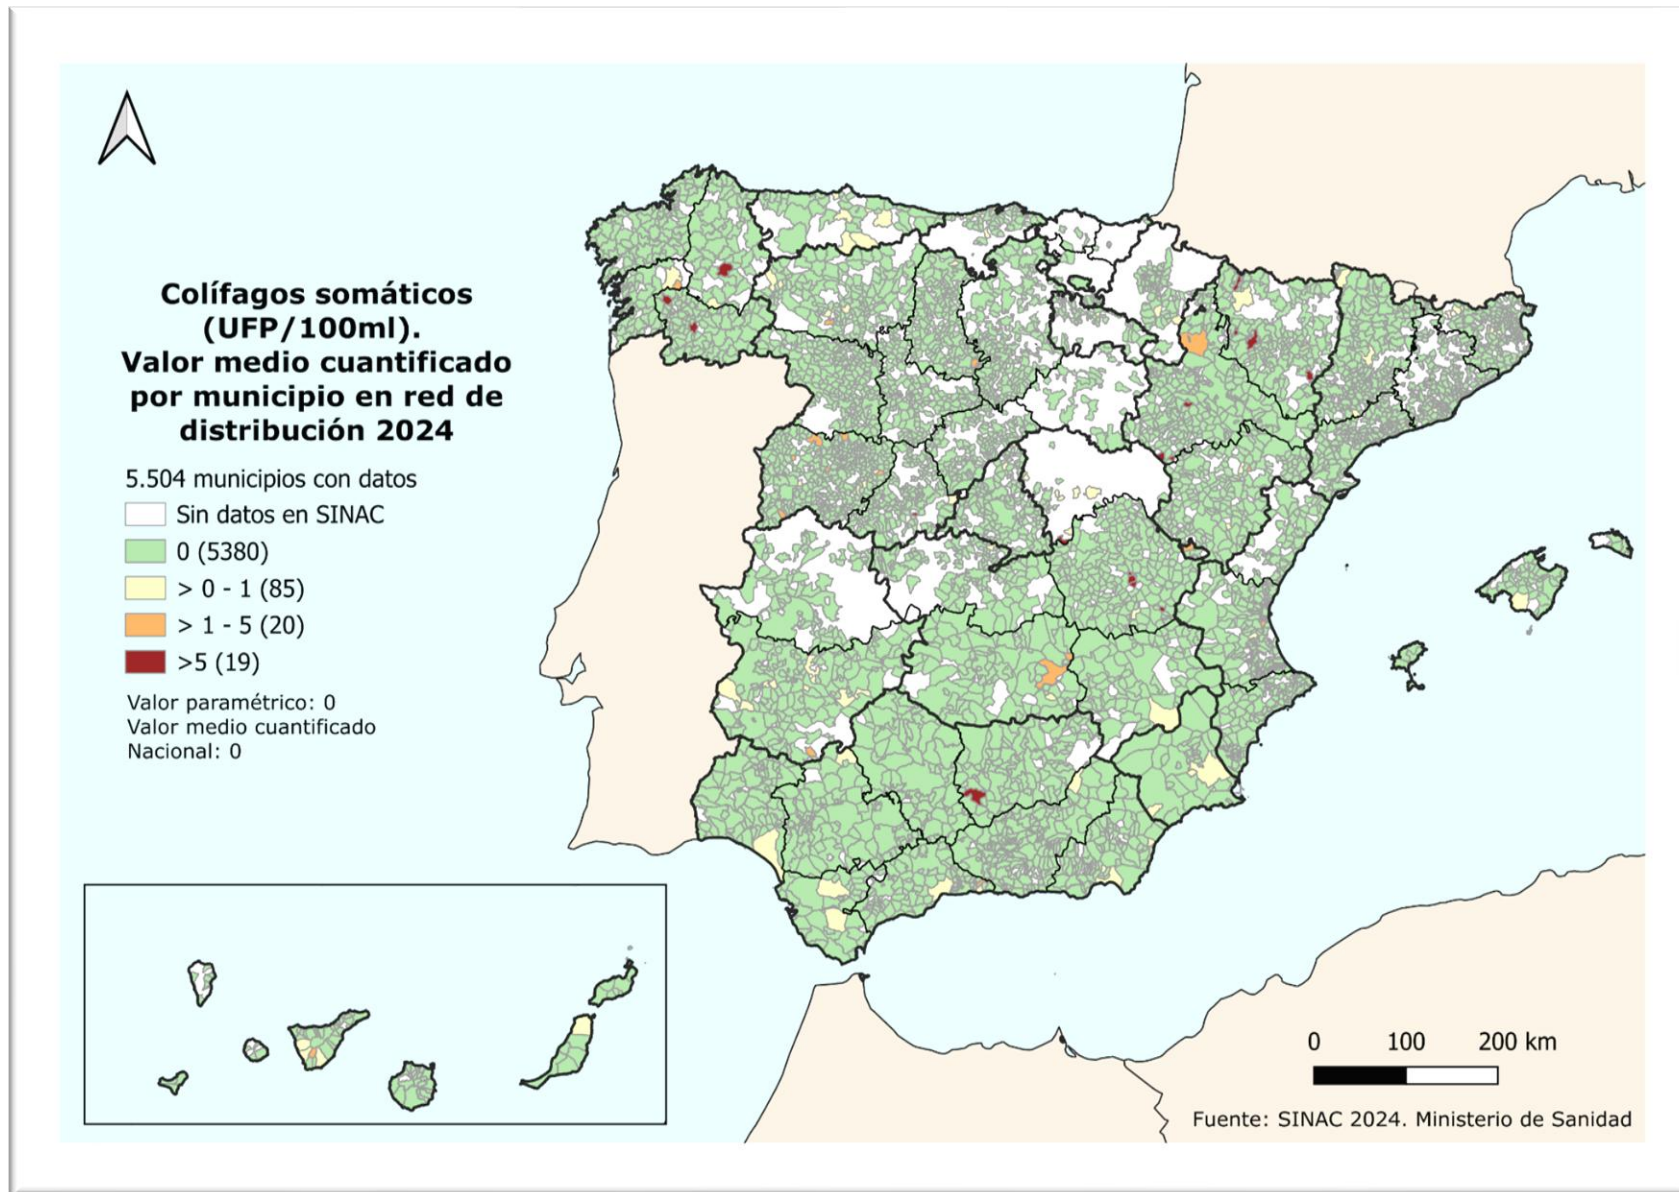 Colífagos somáticos
(UFP/100ml).
Valor medio cuantificado
por municipio en red de
distribución 2024
5.504 municipios con datos
Sin datos en SINAC
0 (5380)
> 0 - 1 (85)
> 1 - 5 (20)
>5 (19)
Valor paramétrico: 0
Valor medio cuantificado
Nacional: 0
0 100 200 km
Fuente: SINAC 2024. Ministerio de Sanidad